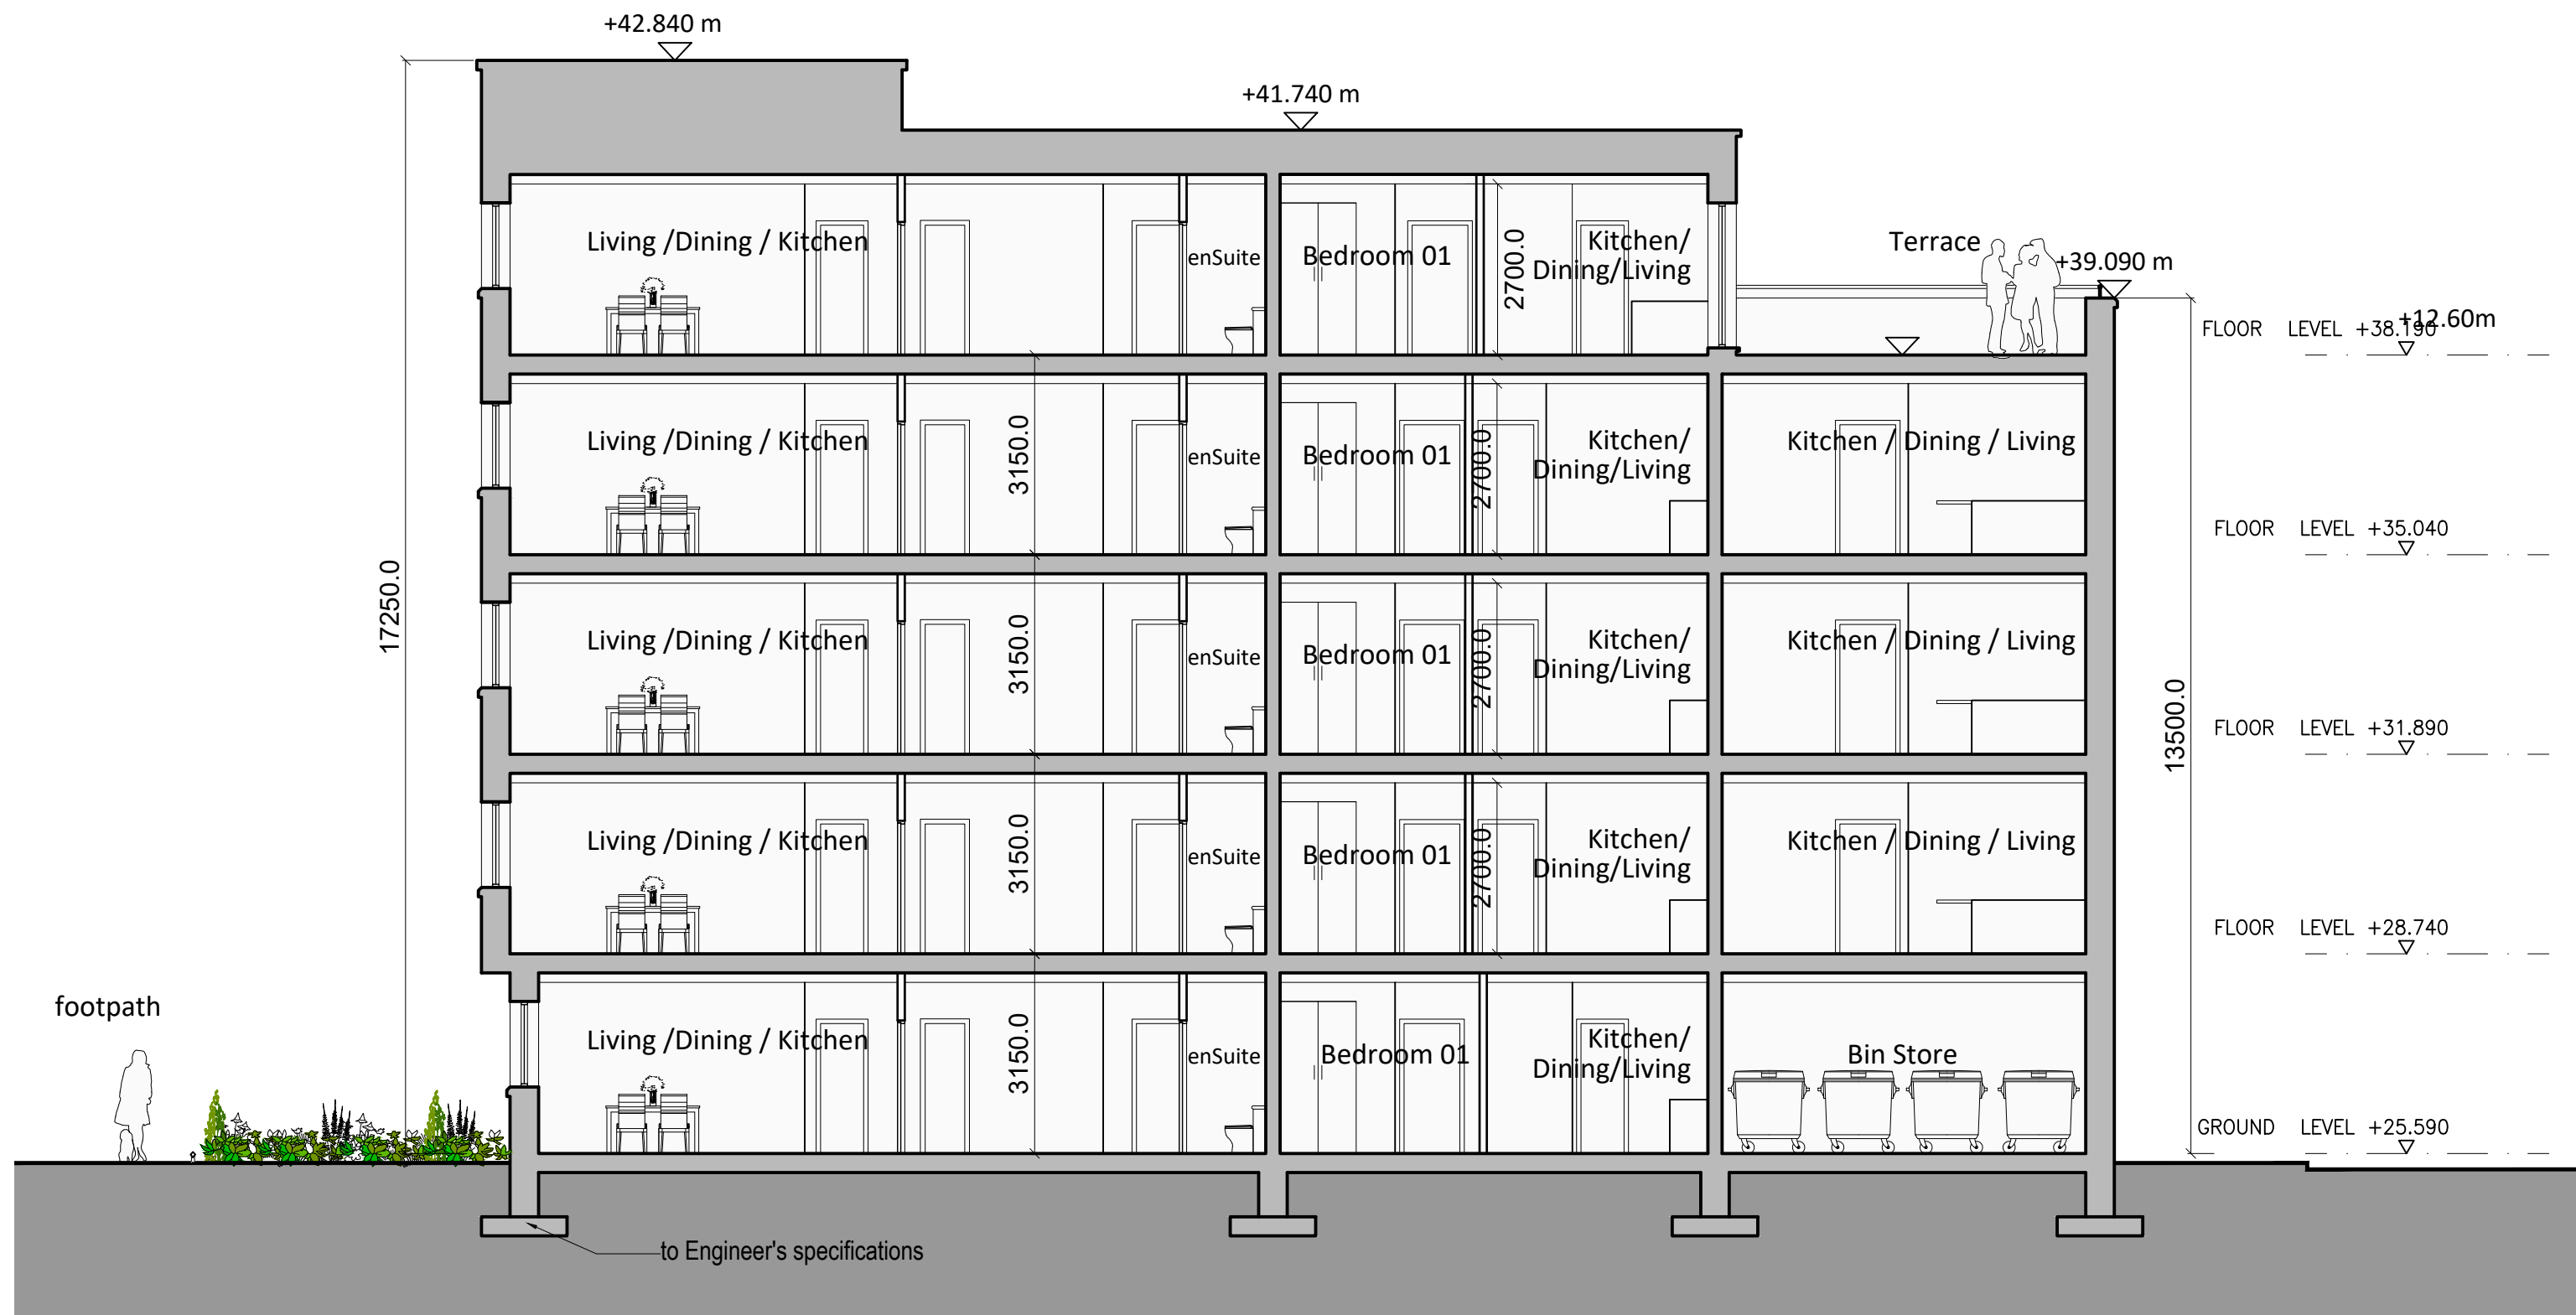 +42.840 m
+41.740 m
Living /Dining / Kitchen
enSuite
Bedroom 01
2700.0
Kitchen/
Dining/Living
Terrace
+39.090 m
FLOOR LEVEL +38.190
+12.60m
Living /Dining / Kitchen
3150.0
enSuite
Bedroom 01
2700.0
Kitchen/
Dining/Living
Kitchen / Dining / Living
FLOOR LEVEL +35.040
17250.0
Living /Dining / Kitchen
3150.0
enSuite
Bedroom 01
2700.0
Kitchen/
Dining/Living
Kitchen / Dining / Living
13500.0
FLOOR LEVEL +31.890
Living /Dining / Kitchen
3150.0
enSuite
Bedroom 01
2700.0
Kitchen/
Dining/Living
Kitchen / Dining / Living
FLOOR LEVEL +28.740
footpath
Living /Dining / Kitchen
3150.0
enSuite
Bedroom 01
Kitchen/
Dining/Living
Bin Store
GROUND LEVEL +25.590
to Engineer's specifications